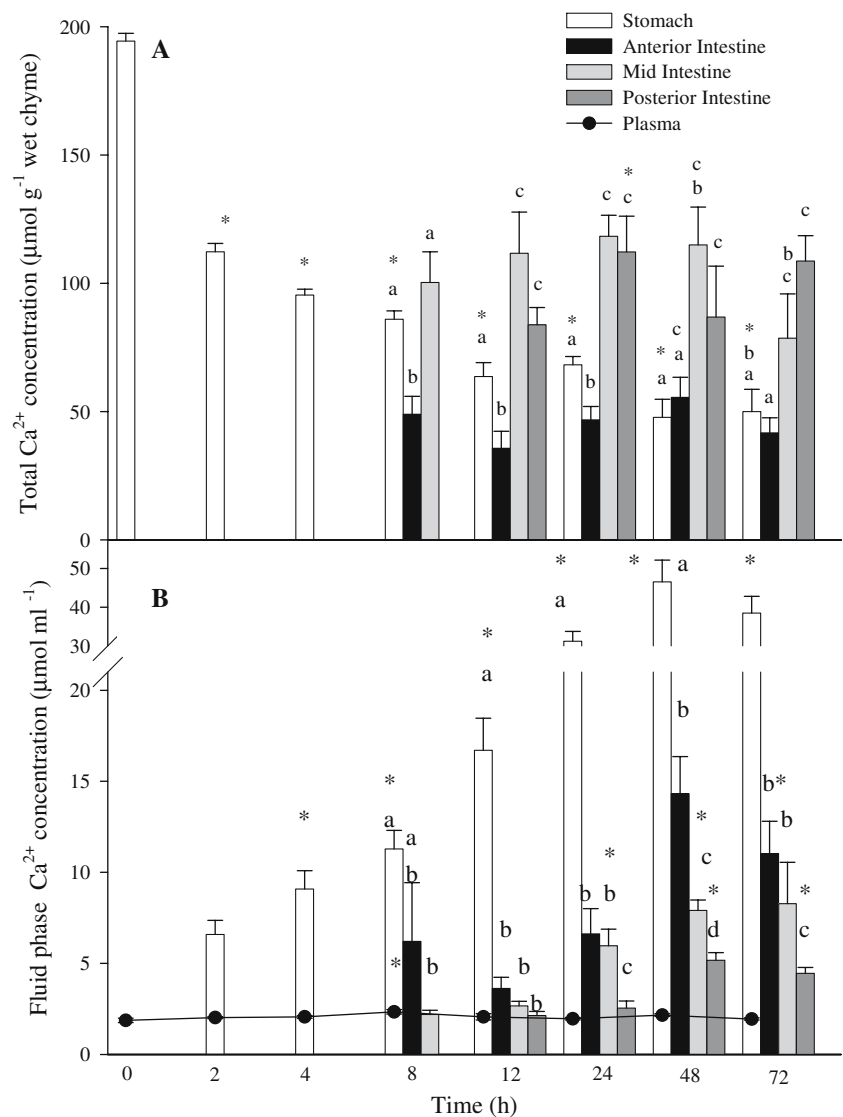 Stomach
Anterior Intestine
Mid Intestine
Posterior Intestine
Plasma
A
Total Ca²⁺ concentration (µmol g⁻¹ wet chyme)
200
150
100
50
0
*
*
* a b a
* a b c c
* a b c * c
* a c a c b c
* b a a b c c
B
Fluid phase Ca²⁺ concentration (µmol ml ⁻¹)
50
40
30
20
15
10
5
0
*
* a a b * b
* a b b b
* a b * b c
* a b * c * d
* b * b * c
0 2 4 8 12 24 48 72
Time (h)